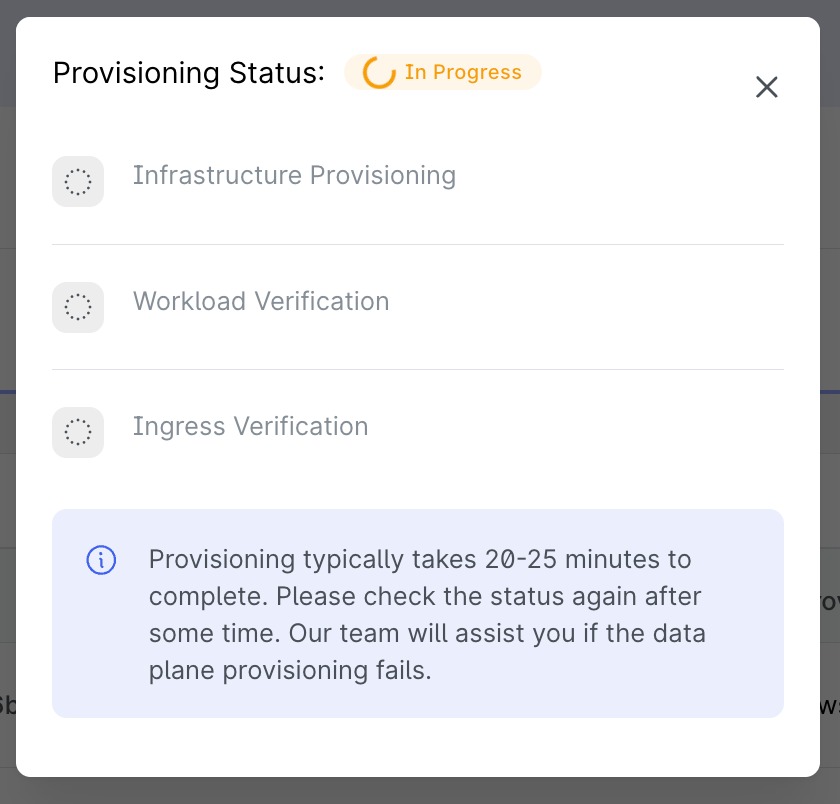 Provisioning Status: In Progress
Infrastructure Provisioning
Workload Verification
Ingress Verification
Provisioning typically takes 20-25 minutes to
complete. Please check the status again after
some time. Our team will assist you if the data
plane provisioning fails.